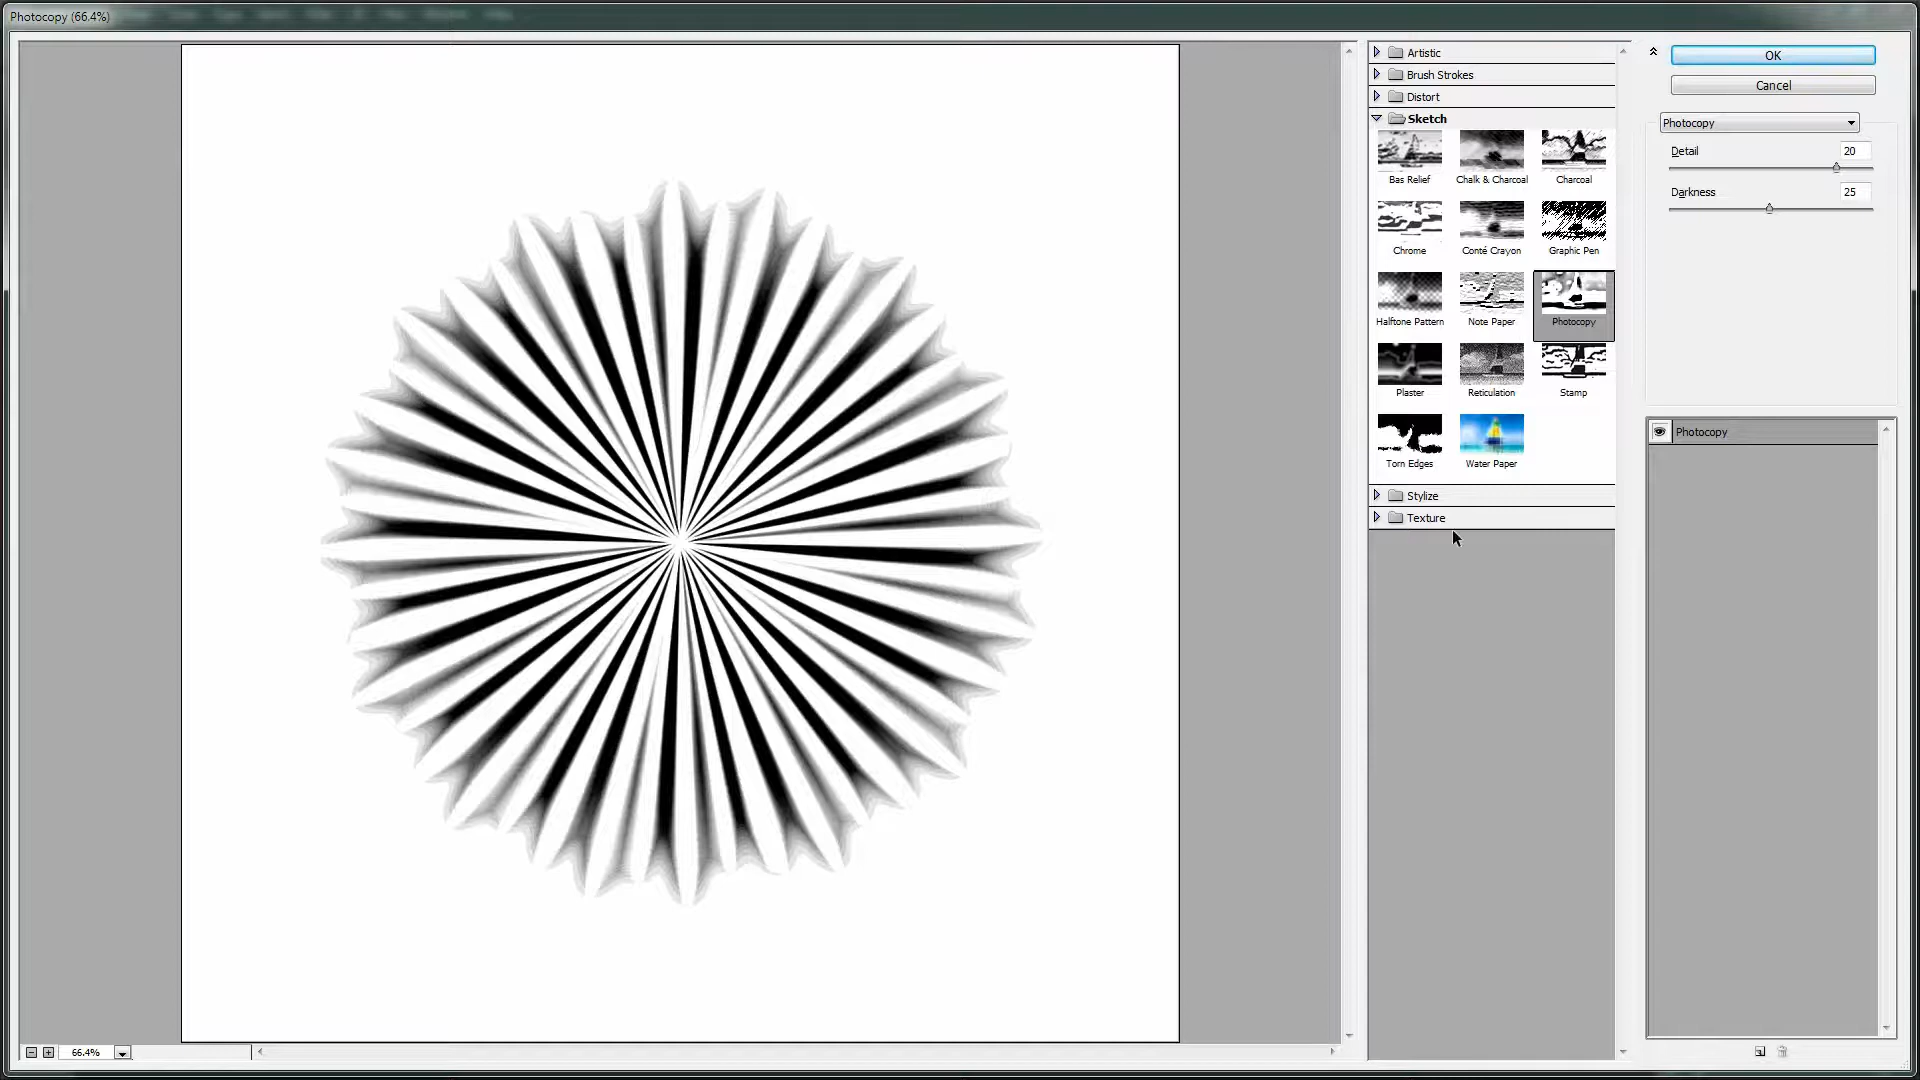 Photocopy (66.4%)
Artistic
Brush Strokes
Distort
Sketch
Bas Relief
Chalk & Charcoal
Charcoal
Chrome
Conté Crayon
Graphic Pen
Halftone Pattern
Note Paper
Photocopy
Plaster
Reticulation
Stamp
Torn Edges
Water Paper
Stylize
Texture
OK
Cancel
Photocopy
Detail 20
Darkness 25
Photocopy
66.4%